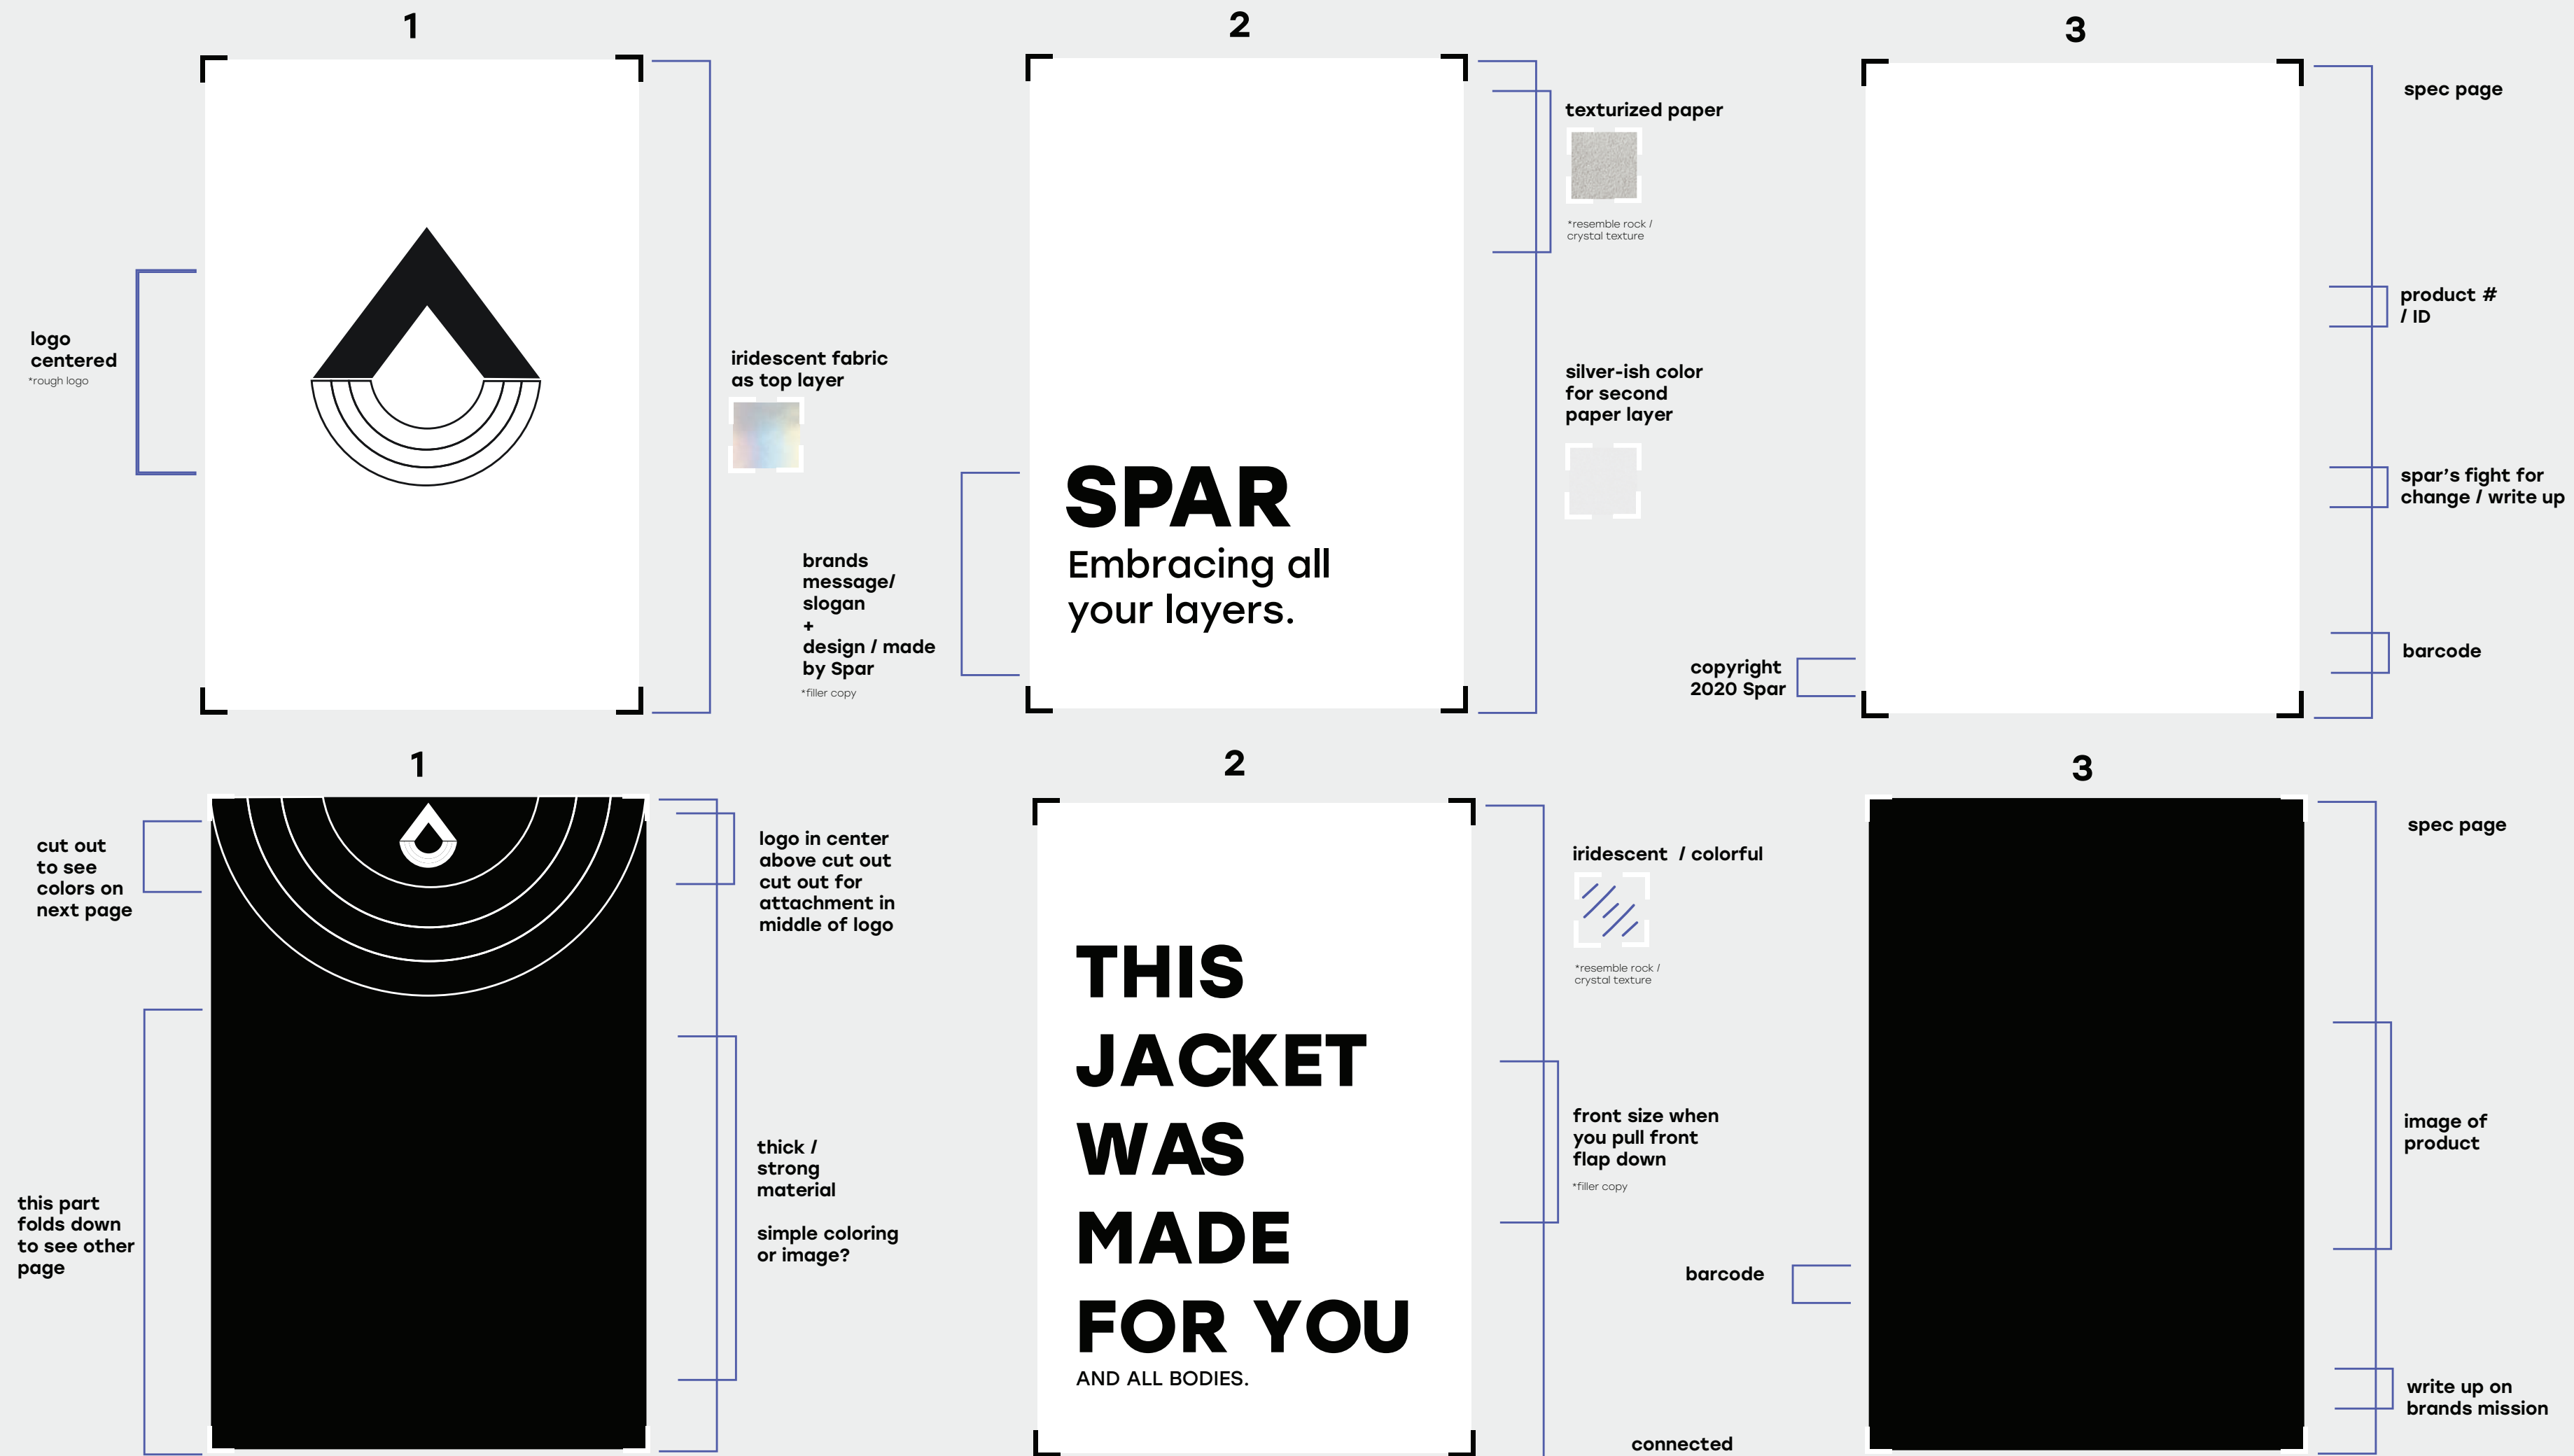 1
logo
centered
*rough logo
iridescent fabric
as top layer
2
texturized paper
*resemble rock /
crystal texture
silver-ish color
for second
paper layer
SPAR
Embracing all
your layers.
brands
message/
slogan
+
design / made
by Spar
*filler copy
3
spec page
product #
/ ID
spar’s fight for
change / write up
barcode
copyright
2020 Spar
1
cut out
to see
colors on
next page
logo in center
above cut out
cut out for
attachment in
middle of logo
this part
folds down
to see other
page
thick /
strong
material
simple coloring
or image?
2
iridescent / colorful
*resemble rock /
crystal texture
THIS
JACKET
WAS
MADE
FOR YOU
AND ALL BODIES.
front size when
you pull front
flap down
*filler copy
connected
3
spec page
image of
product
barcode
write up on
brands mission